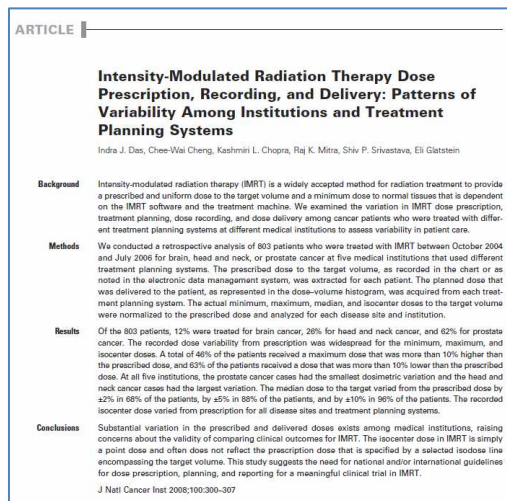 ARTICLE
Intensity-Modulated Radiation Therapy Dose
Prescription, Recording, and Delivery: Patterns of
Variability Among Institutions and Treatment
Planning Systems
Indra J. Das, Chee-Wai Cheng, Kashmiri L. Chopra, Raj K. Mitra, Shiv P. Srivastava, Eli Glatstein
Background Intensity-modulated radiation therapy (IMRT) is a widely accepted method for radiation treatment to provide
a prescribed and uniform dose to the target volume and a minimum dose to normal tissues that is dependent
on the IMRT software and the treatment machine. We examined the variation in IMRT dose prescription,
treatment planning, dose recording, and dose delivery among cancer patients who were treated with differ-
ent treatment planning systems at different medical institutions to assess variability in patient care.
Methods We conducted a retrospective analysis of 803 patients who were treated with IMRT between October 2004
and July 2006 for brain, head and neck, or prostate cancer at five medical institutions that used different
treatment planning systems. The prescribed dose to the target volume, as recorded in the chart or as
noted in the electronic data management system, was extracted for each patient. The planned dose that
was delivered to the patient, as represented in the dose–volume histogram, was acquired from each treat-
ment planning system. The actual minimum, maximum, median, and isocenter doses to the target volume
were normalized to the prescribed dose and analyzed for each disease site and institution.
Results Of the 803 patients, 12% were treated for brain cancer, 26% for head and neck cancer, and 62% for prostate
cancer. The recorded dose variability from prescription was widespread for the minimum, maximum, and
isocenter doses. A total of 46% of the patients received a maximum dose that was more than 10% higher than
the prescribed dose, and 63% of the patients received a dose that was more than 10% lower than the prescribed
dose. At all five institutions, the prostate cancer cases had the smallest dosimetric variation and the head and
neck cancer cases had the largest variation. The median dose to the target varied from the prescribed dose by
±2% in 68% of the patients, by ±5% in 88% of the patients, and by ±10% in 96% of the patients. The recorded
isocenter dose varied from prescription for all disease sites and treatment planning systems.
Conclusions Substantial variation in the prescribed and delivered doses exists among medical institutions, raising
concerns about the validity of comparing clinical outcomes for IMRT. The isocenter dose in IMRT is simply
a point dose and often does not reflect the prescription dose that is specified by a selected isodose line
encompassing the target volume. This study suggests the need for national and/or international guidelines
for dose prescription, planning, and reporting for a meaningful clinical trial in IMRT.
J Natl Cancer Inst 2008;100:300–307